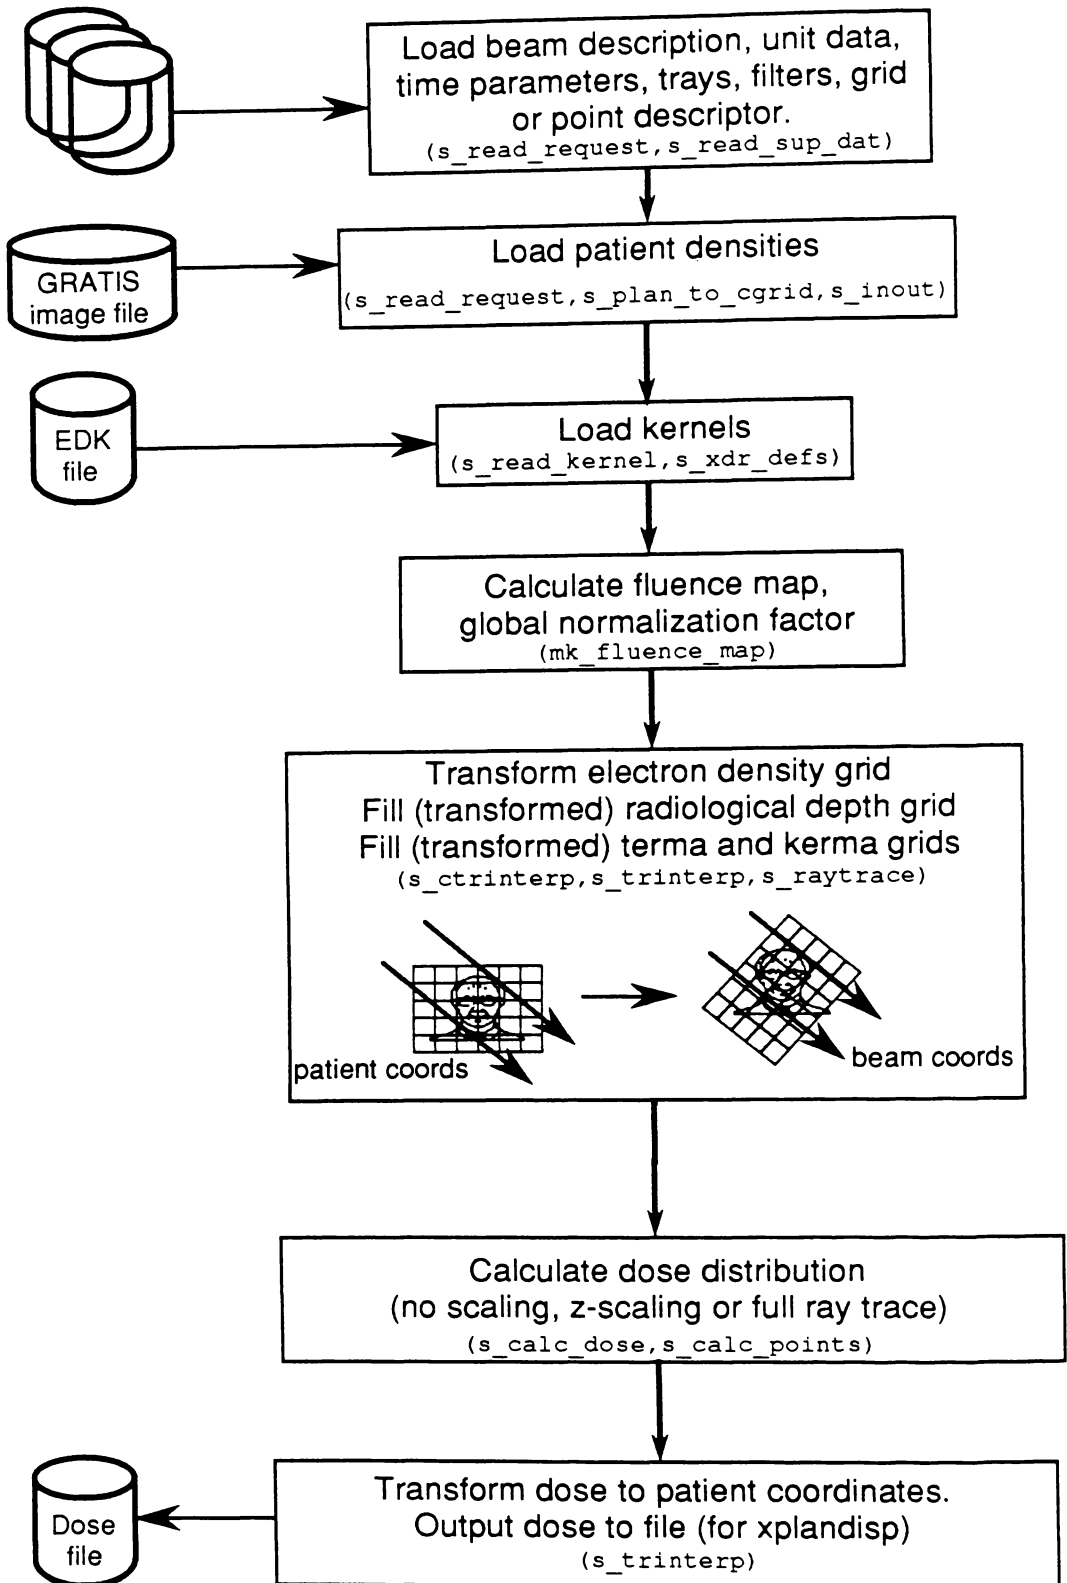 Load beam description, unit data,
time parameters, trays, filters, grid
or point descriptor.
(s_read_request,s_read_sup_dat)
GRATIS
image file
Load patient densities
(s_read_request,s_plan_to_cgrid,s_inout)
EDK
file
Load kernels
(s_read_kernel,s_xdr_defs)
Calculate fluence map,
global normalization factor
(mk_fluence_map)
Transform electron density grid
Fill (transformed) radiological depth grid
Fill (transformed) terma and kerma grids
(s_ctrinterp,s_trinterp,s_raytrace)
patient coords
beam coords
Calculate dose distribution
(no scaling, z-scaling or full ray trace)
(s_calc_dose,s_calc_points)
Dose
file
Transform dose to patient coordinates.
Output dose to file (for xplandisp)
(s_trinterp)